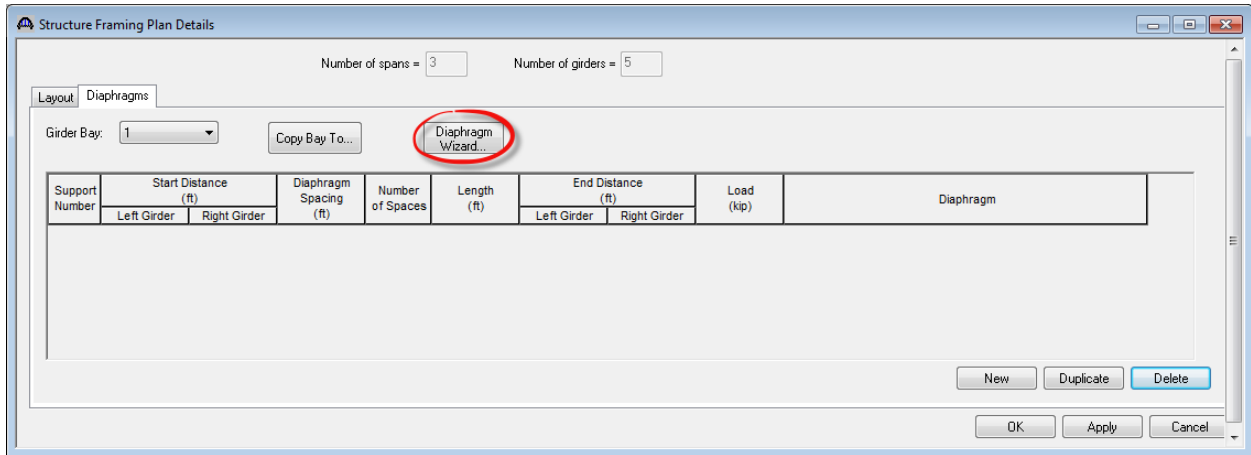 Structure Framing Plan Details
Number of spans = 3 Number of girders = 5
Layout Diaphragms
Girder Bay: 1 Copy Bay To... Diaphragm Wizard...
Support Number Start Distance (ft) Left Girder Right Girder Diaphragm Spacing (ft) Number of Spaces Length (ft) End Distance (ft) Left Girder Right Girder Load (kip) Diaphragm
New Duplicate Delete
OK Apply Cancel